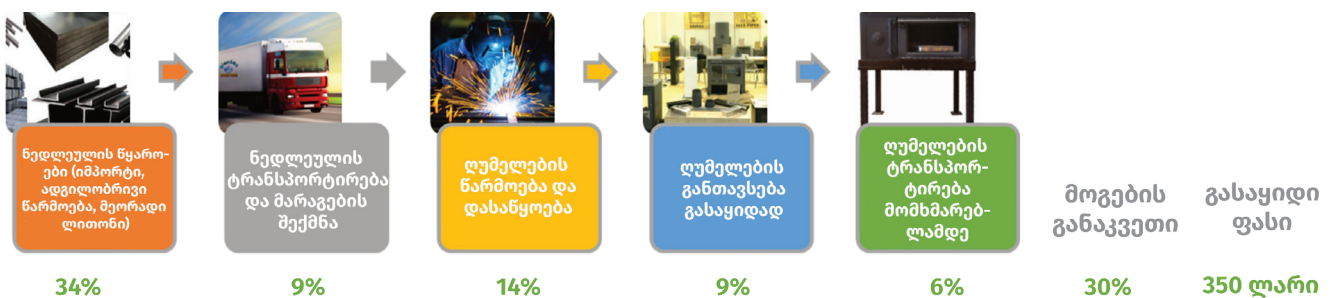 ნედლეულის წყარო-
ები (იმპორტი,
ადგილობრივი
წარმოება, მეორადი
ლითონი)
ნედლეულის
ტრანსპორტირება
და მარაგების
შექმნა
ღუმელების
წარმოება და
დასაწყოება
ღუმელების
განთავსება
გასაყიდად
ღუმელების
ტრანსპორ-
ტირება
მომხმარებ-
ლამდე
მოგების
განაკვეთი
გასაყიდი
ფასი
34%
9%
14%
9%
6%
30%
350 ლარი